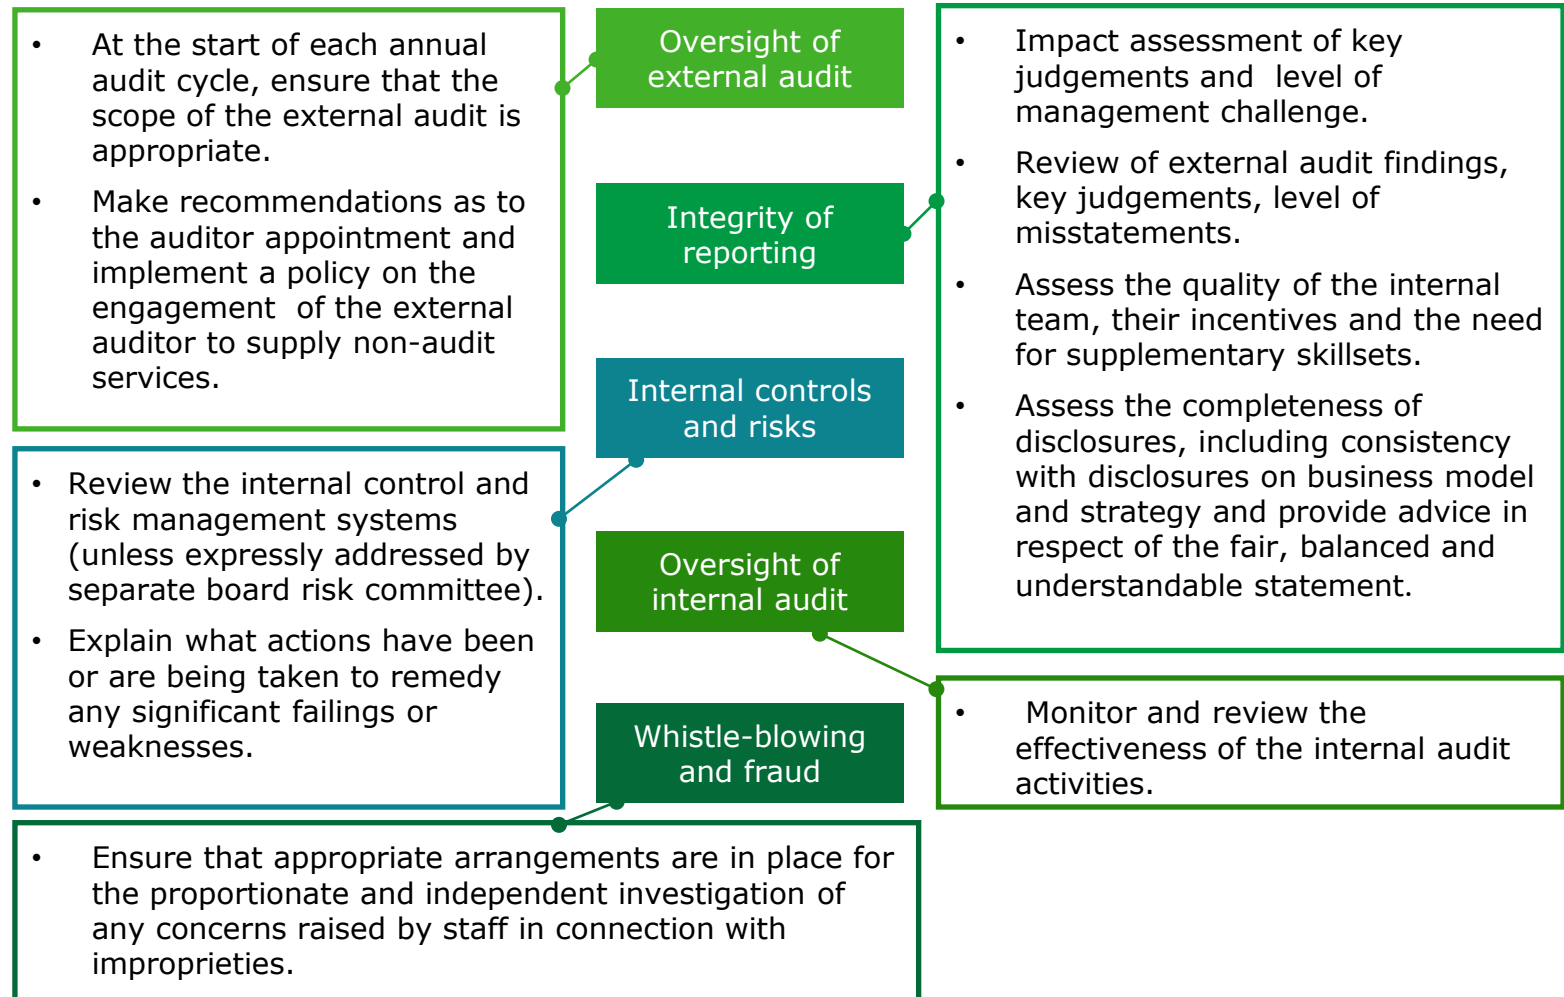 Oversight of
external audit
• At the start of each annual
audit cycle, ensure that the
scope of the external audit is
appropriate.
• Make recommendations as to
the auditor appointment and
implement a policy on the
engagement of the external
auditor to supply non-audit
services.
Integrity of
reporting
• Impact assessment of key
judgements and level of
management challenge.
• Review of external audit findings,
key judgements, level of
misstatements.
• Assess the quality of the internal
team, their incentives and the need
for supplementary skillsets.
• Assess the completeness of
disclosures, including consistency
with disclosures on business model
and strategy and provide advice in
respect of the fair, balanced and
understandable statement.
Internal controls
and risks
• Review the internal control and
risk management systems
(unless expressly addressed by
separate board risk committee).
• Explain what actions have been
or are being taken to remedy
any significant failings or
weaknesses.
Oversight of
internal audit
• Monitor and review the
effectiveness of the internal audit
activities.
Whistle-blowing
and fraud
• Ensure that appropriate arrangements are in place for
the proportionate and independent investigation of
any concerns raised by staff in connection with
improprieties.